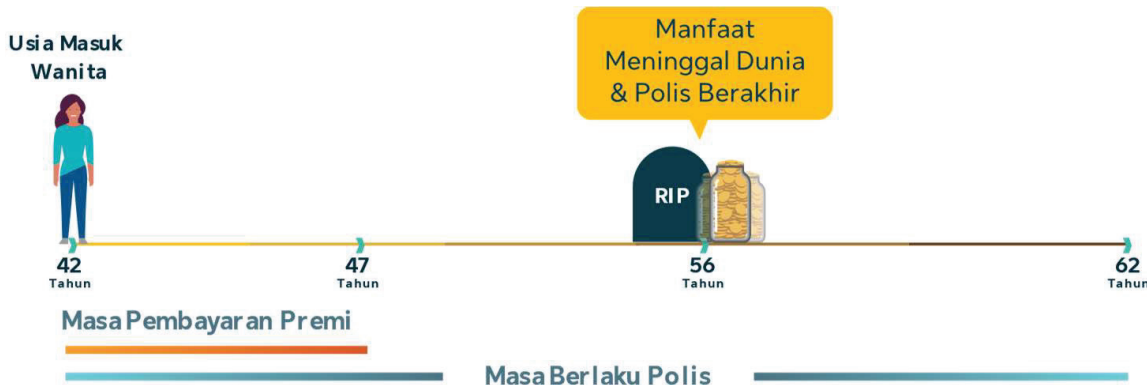 Usia Masuk
Wanita
Manfaat
Meninggal Dunia
& Polis Berakhir
RIP
42
Tahun
47
Tahun
56
Tahun
62
Tahun
Masa Pembayaran Premi
Masa Berlaku Polis